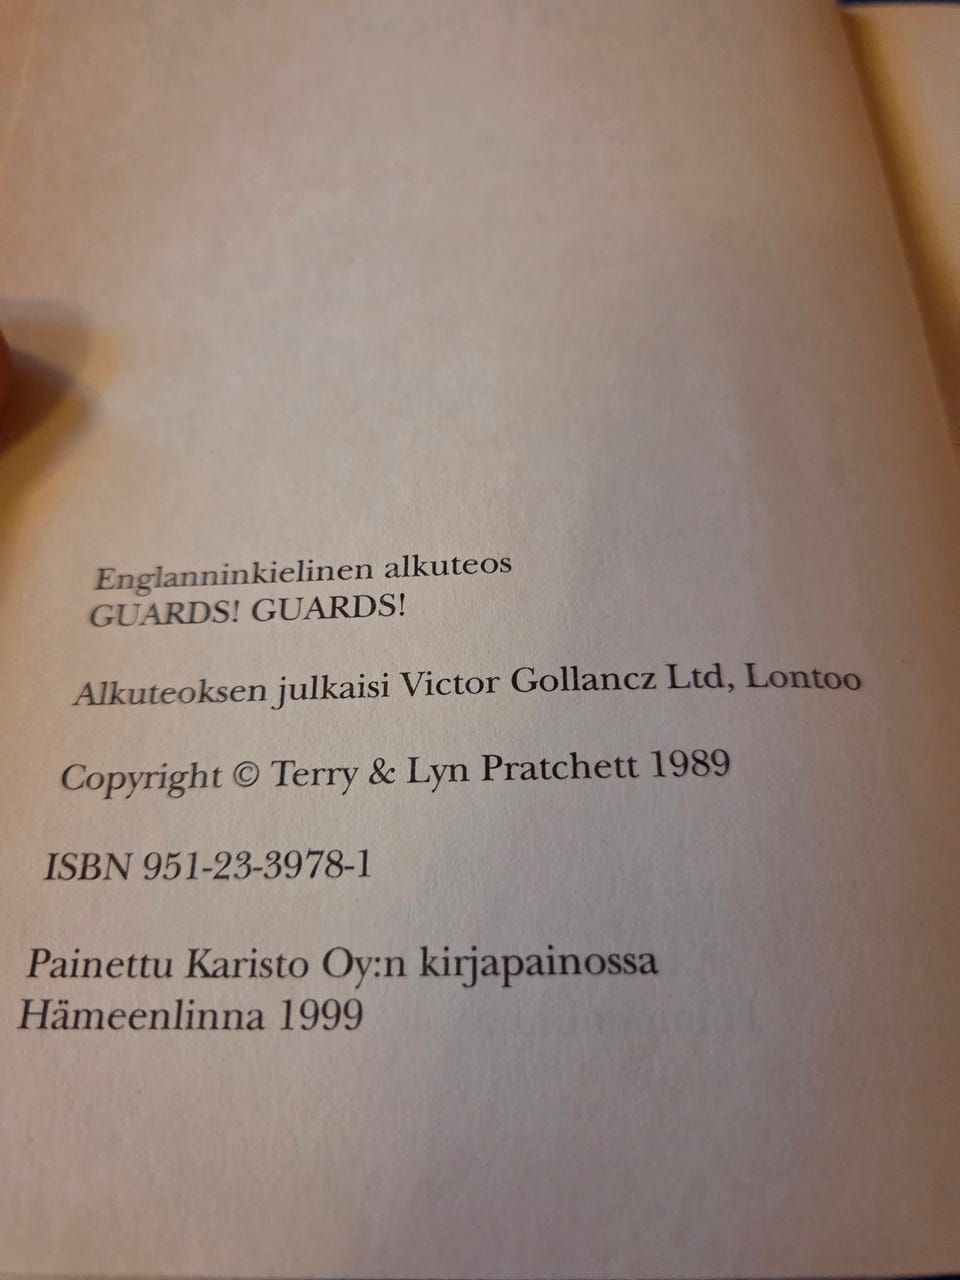 Englanninkielinen alkuteos
GUARDS! GUARDS!
Alkuteoksen julkaisi Victor Gollancz Ltd, Lontoo
Copyright © Terry & Lyn Pratchett 1989
ISBN 951-23-3978-1
Painettu Karisto Oy:n kirjapainossa
Hämeenlinna 1999